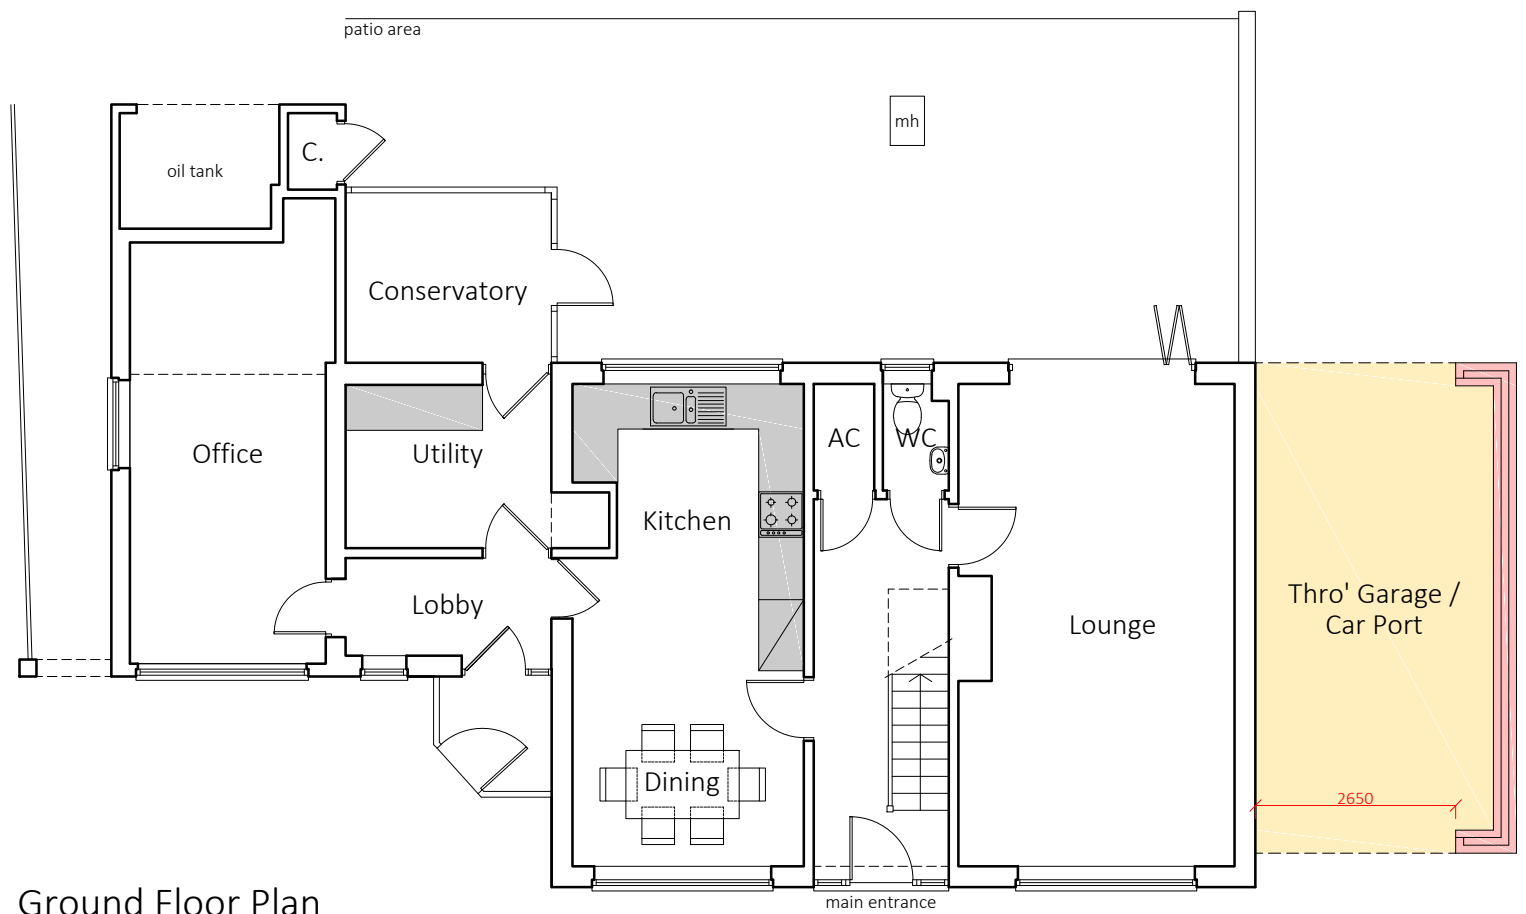 patio area
mh
C.
oil tank
Conservatory
Office
Utility
AC
WC
Kitchen
Lobby
Lounge
Thro' Garage /
Car Port
Dining
2650
main entrance
Ground Floor Plan